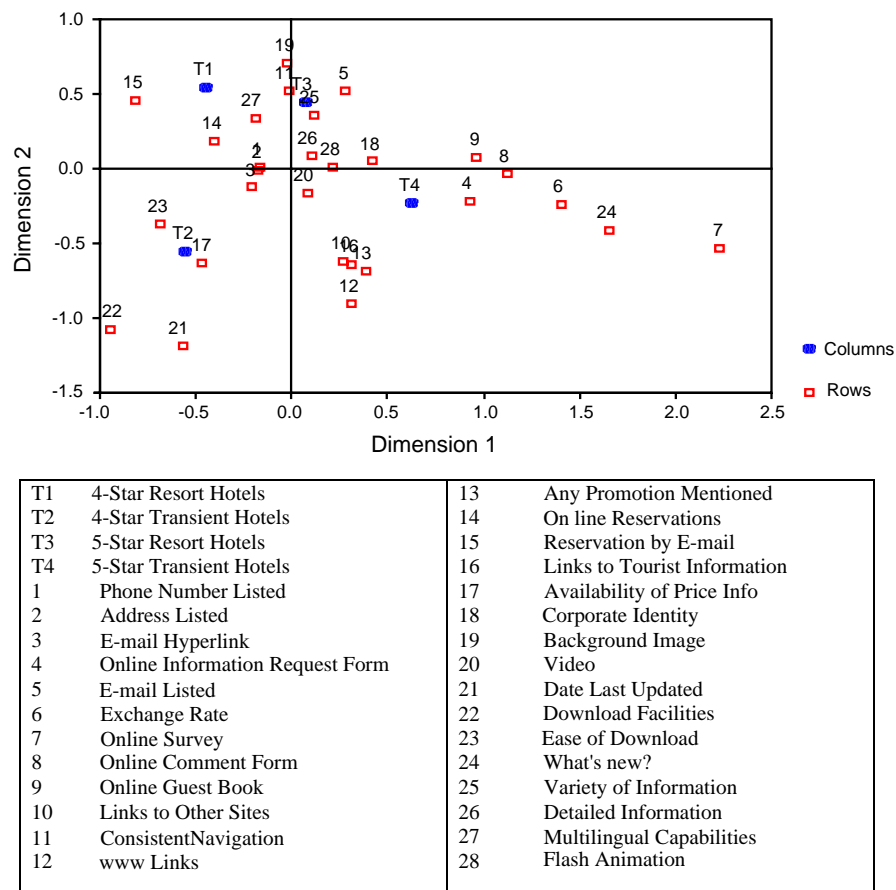 1.0
19
T1
T3
5
15
11
0.5
25
27
14
9
26
28
18
8
1
2
0.0
3
20
T4
4
6
23
24
T2
7
17
10
16
13
-0.5
12
22
21
-1.0
-1.5
Dimension 2
-1.0 -0.5 0.0 0.5 1.0 1.5 2.0 2.5
Dimension 1
Columns
Rows
T1 4-Star Resort Hotels
T2 4-Star Transient Hotels
T3 5-Star Resort Hotels
T4 5-Star Transient Hotels
1 Phone Number Listed
2 Address Listed
3 E-mail Hyperlink
4 Online Information Request Form
5 E-mail Listed
6 Exchange Rate
7 Online Survey
8 Online Comment Form
9 Online Guest Book
10 Links to Other Sites
11 ConsistentNavigation
12 www Links
13 Any Promotion Mentioned
14 On line Reservations
15 Reservation by E-mail
16 Links to Tourist Information
17 Availability of Price Info
18 Corporate Identity
19 Background Image
20 Video
21 Date Last Updated
22 Download Facilities
23 Ease of Download
24 What's new?
25 Variety of Information
26 Detailed Information
27 Multilingual Capabilities
28 Flash Animation